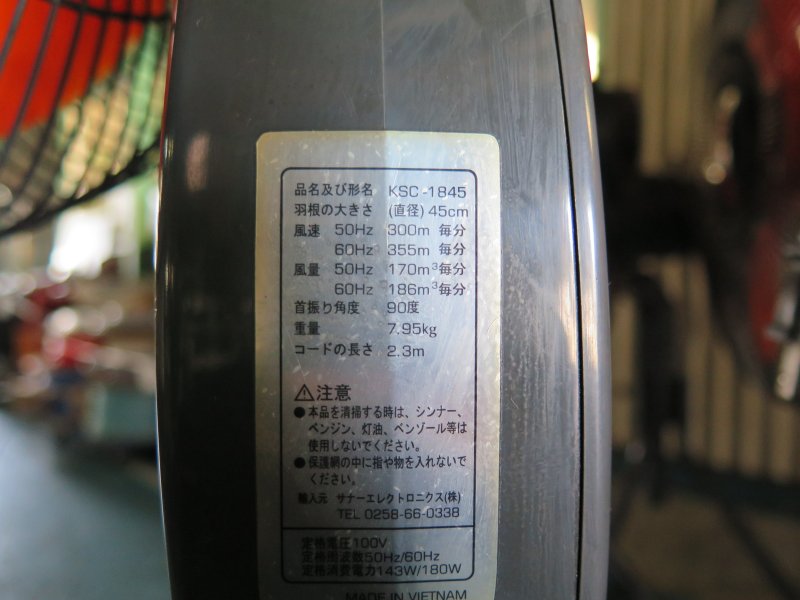 品名及び形名 KSC-1845
羽根の大きさ (直径) 45cm
風速 50Hz 300m 毎分
60Hz 355m 毎分
風量 50Hz 170m³毎分
60Hz 186m³毎分
首振り角度 90度
重量 7.95kg
コードの長さ 2.3m
⚠注意
●本品を清掃する時は、シンナー、
ベンジン、灯油、ベンゾール等は
使用しないでください。
●保護網の中に指や物を入れないで
ください。
輸入元 サナーエレクトロニクス(株)
TEL 0258-66-0338
定格電圧100V
定格周波数50Hz/60Hz
定格消費電力143W/180W
MADE IN VIETNAM